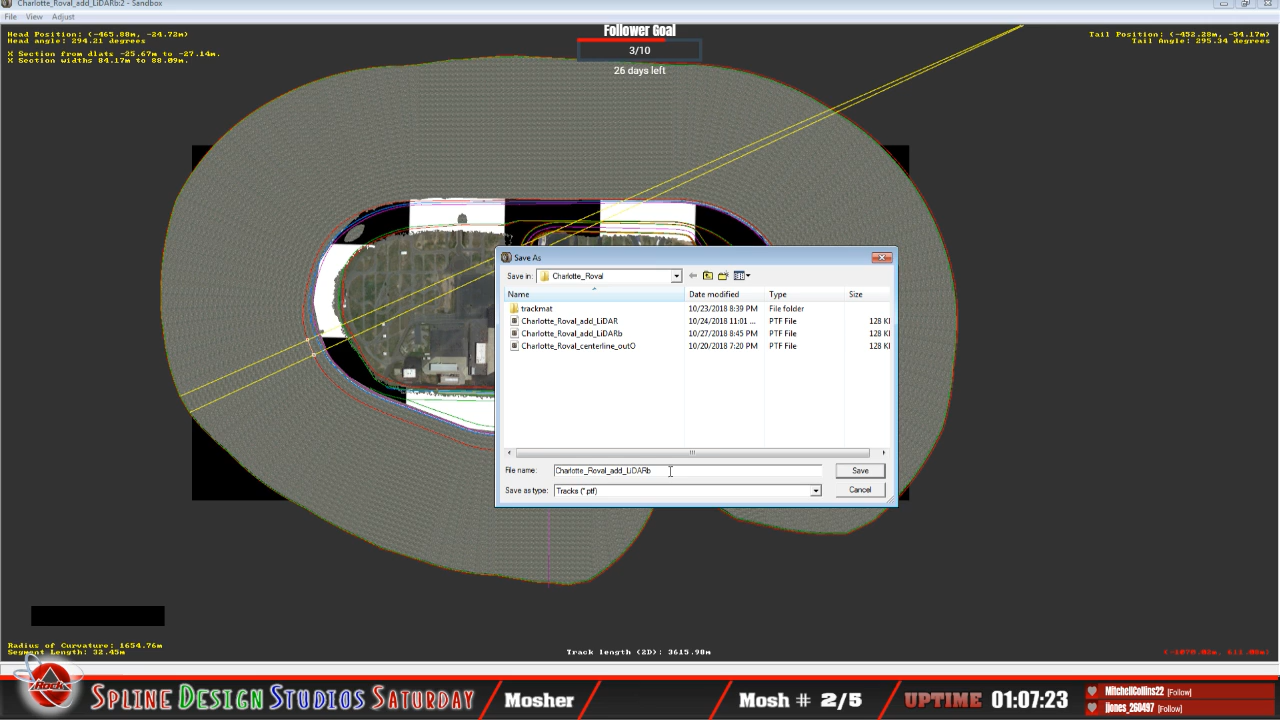 Charlotte_Roval_add_LiDARb:2 - Sandbox
File View Adjust
Head Position: (-465.88m, -24.72m)
Head angle: 294.21 degrees
X Section from dlats -25.67m to -27.14m.
X Section widths 84.17m to 88.09m.
Follower Goal
3/10
26 days left
Tail Position: (-452.28m, -54.17m)
Tail Angle: 295.34 degrees
Save As
Save in: Charlotte_Roval
Name Date modified Type Size
trackmat 10/23/2018 8:39 PM File folder
Charlotte_Roval_add_LiDAR 10/24/2018 11:01 ... PTF File 128 KI
Charlotte_Roval_add_LiDARb 10/27/2018 8:45 PM PTF File 128 KI
Charlotte_Roval_centerline_outO 10/20/2018 7:20 PM PTF File 128 KI
File name: Charlotte_Roval_add_LiDARb Save
Save as type: Tracks (*.ptf) Cancel
Radius of Curvature: 1654.76m
Segment Length: 32.45m
Track length (2D): 3615.98m
SPLINE DESIGN STUDIOS SATURDAY
Mosher
Mosh # 2/5
UPTIME 01:07:23
MitchellCollins22 [Follow]
ljones_260497 [Follow]